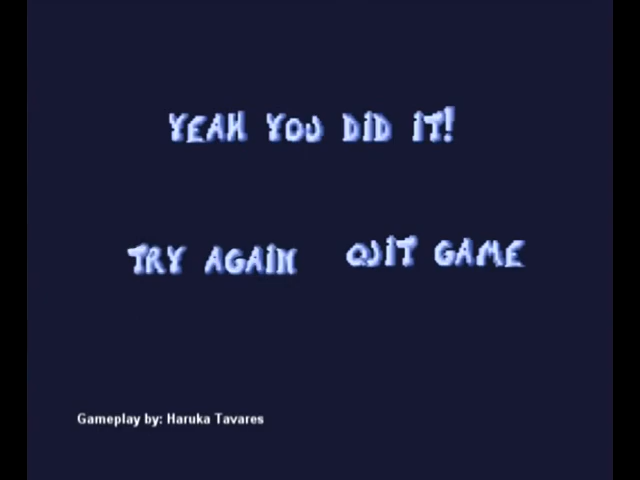 YEAH YOU DiD iT!
TRY AGAiN
QUiT GAME
Gameplay by: Haruka Tavares